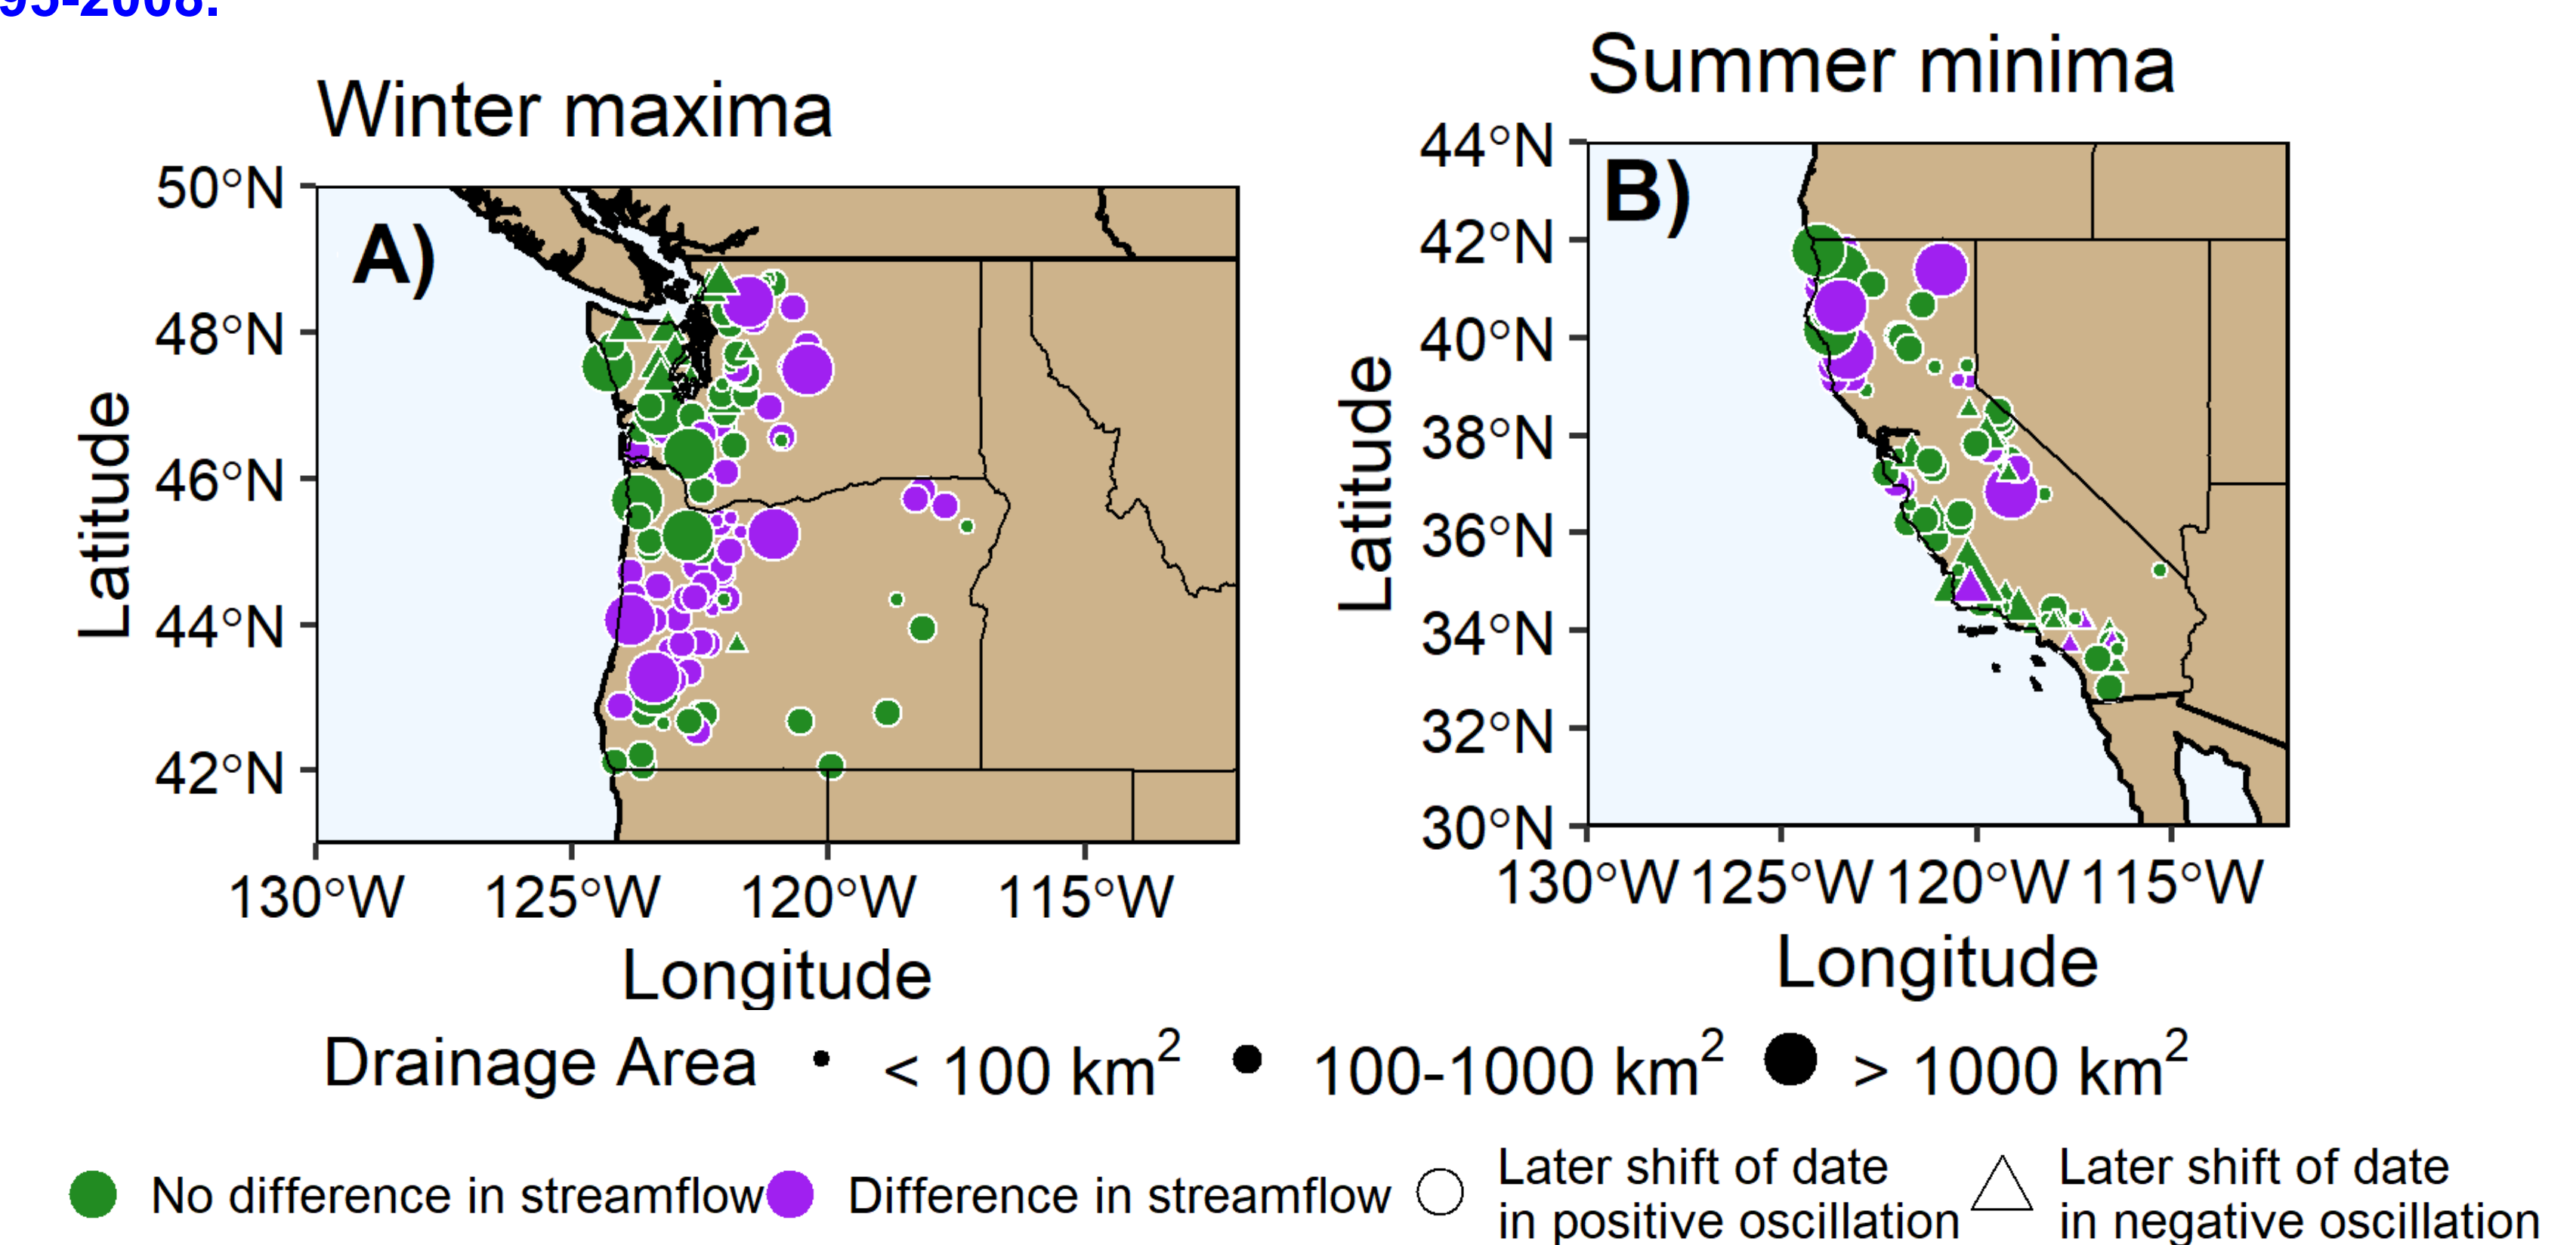 95-2008.
Winter maxima
Summer minima
A)
B)
50°N
48°N
46°N
44°N
42°N
Latitude
130°W 125°W 120°W 115°W
Longitude
44°N
42°N
40°N
38°N
36°N
34°N
32°N
30°N
Latitude
130°W 125°W 120°W 115°W
Longitude
Drainage Area < 100 km² 100-1000 km² > 1000 km²
No difference in streamflow Difference in streamflow
Later shift of date
in positive oscillation
Later shift of date
in negative oscillation